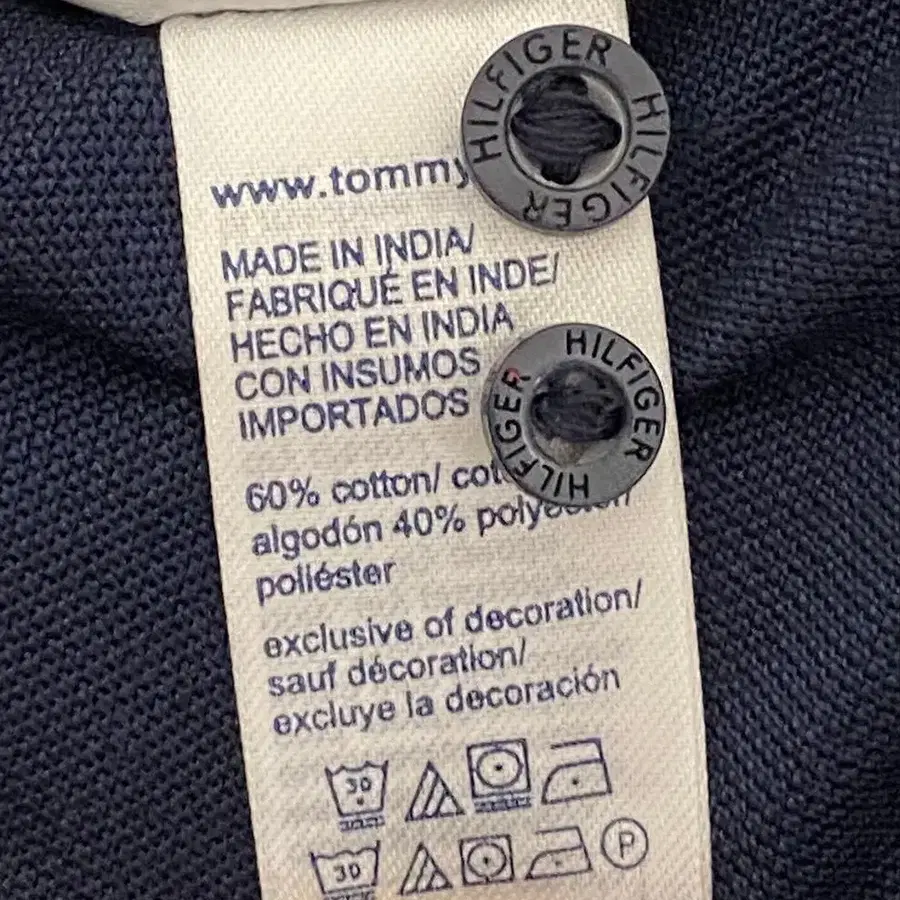 www.tommy
MADE IN INDIA/
FABRIQUÉ EN INDE/
HECHO EN INDIA
CON INSUMOS
IMPORTADOS
60% cotton/
algodón 40%
poliéster
exclusive of decoration/
sauf décoration/
excluye la decoración
30
30
P
HILFIGER HILFIGER
HILFIGER HILFIGER HILFIGER